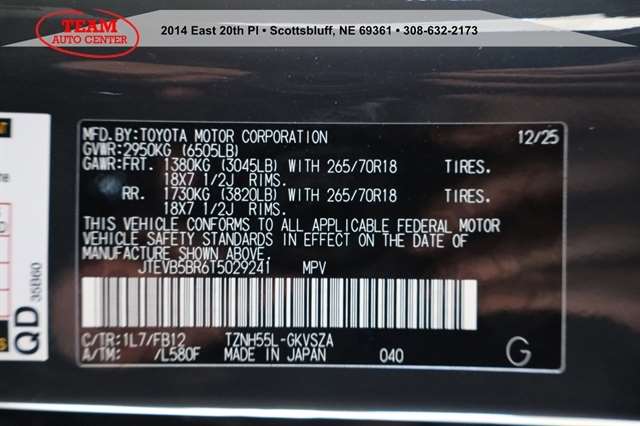 TEAM
AUTO CENTER
2014 East 20th Pl • Scottsbluff, NE 69361 • 308-632-2173
MFD.BY:TOYOTA MOTOR CORPORATION 12/25
GVWR:2950KG (6505LB)
GAWR:FRT. 1380KG (3045LB) WITH 265/70R18 TIRES.
18X7 1/2J RIMS.
RR. 1730KG (3820LB) WITH 265/70R18 TIRES.
18X7 1/2J RIMS.
THIS VEHICLE CONFORMS TO ALL APPLICABLE FEDERAL MOTOR
VEHICLE SAFETY STANDARDS IN EFFECT ON THE DATE OF
MANUFACTURE SHOWN ABOVE.
JTEVB5BR6T5029241 MPV
C/TR:1L7/FB12 TZNH55L-GKVSZA
A/TM: /L580F MADE IN JAPAN 040 G
QD
35B60